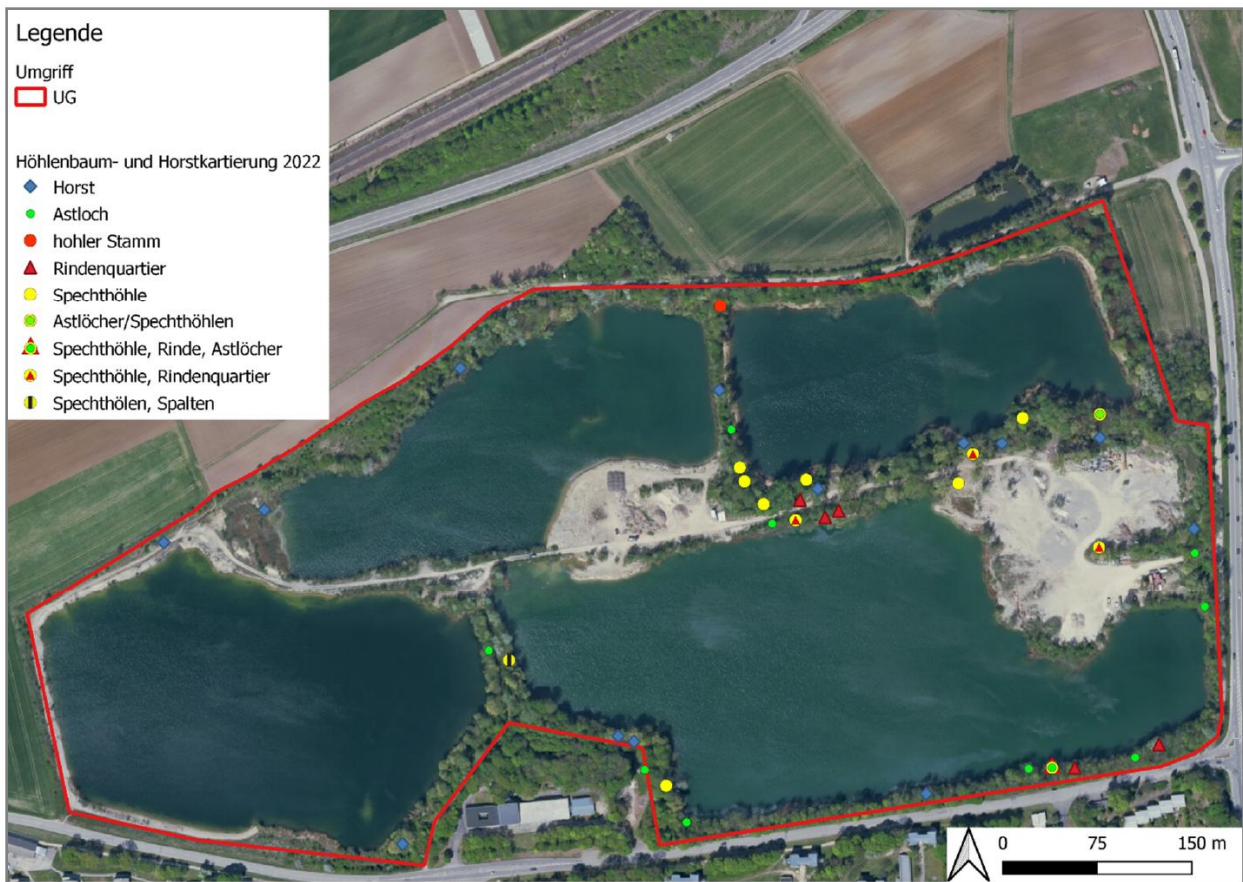 Legende
Umgriff
UG
Höhlenbaum- und Horstkartierung 2022
Horst
Astloch
hohler Stamm
Rindenquartier
Spechthöhle
Astlöcher/Spechthöhlen
Spechthöhle, Rinde, Astlöcher
Spechthöhle, Rindenquartier
Spechthölen, Spalten
0 75 150 m